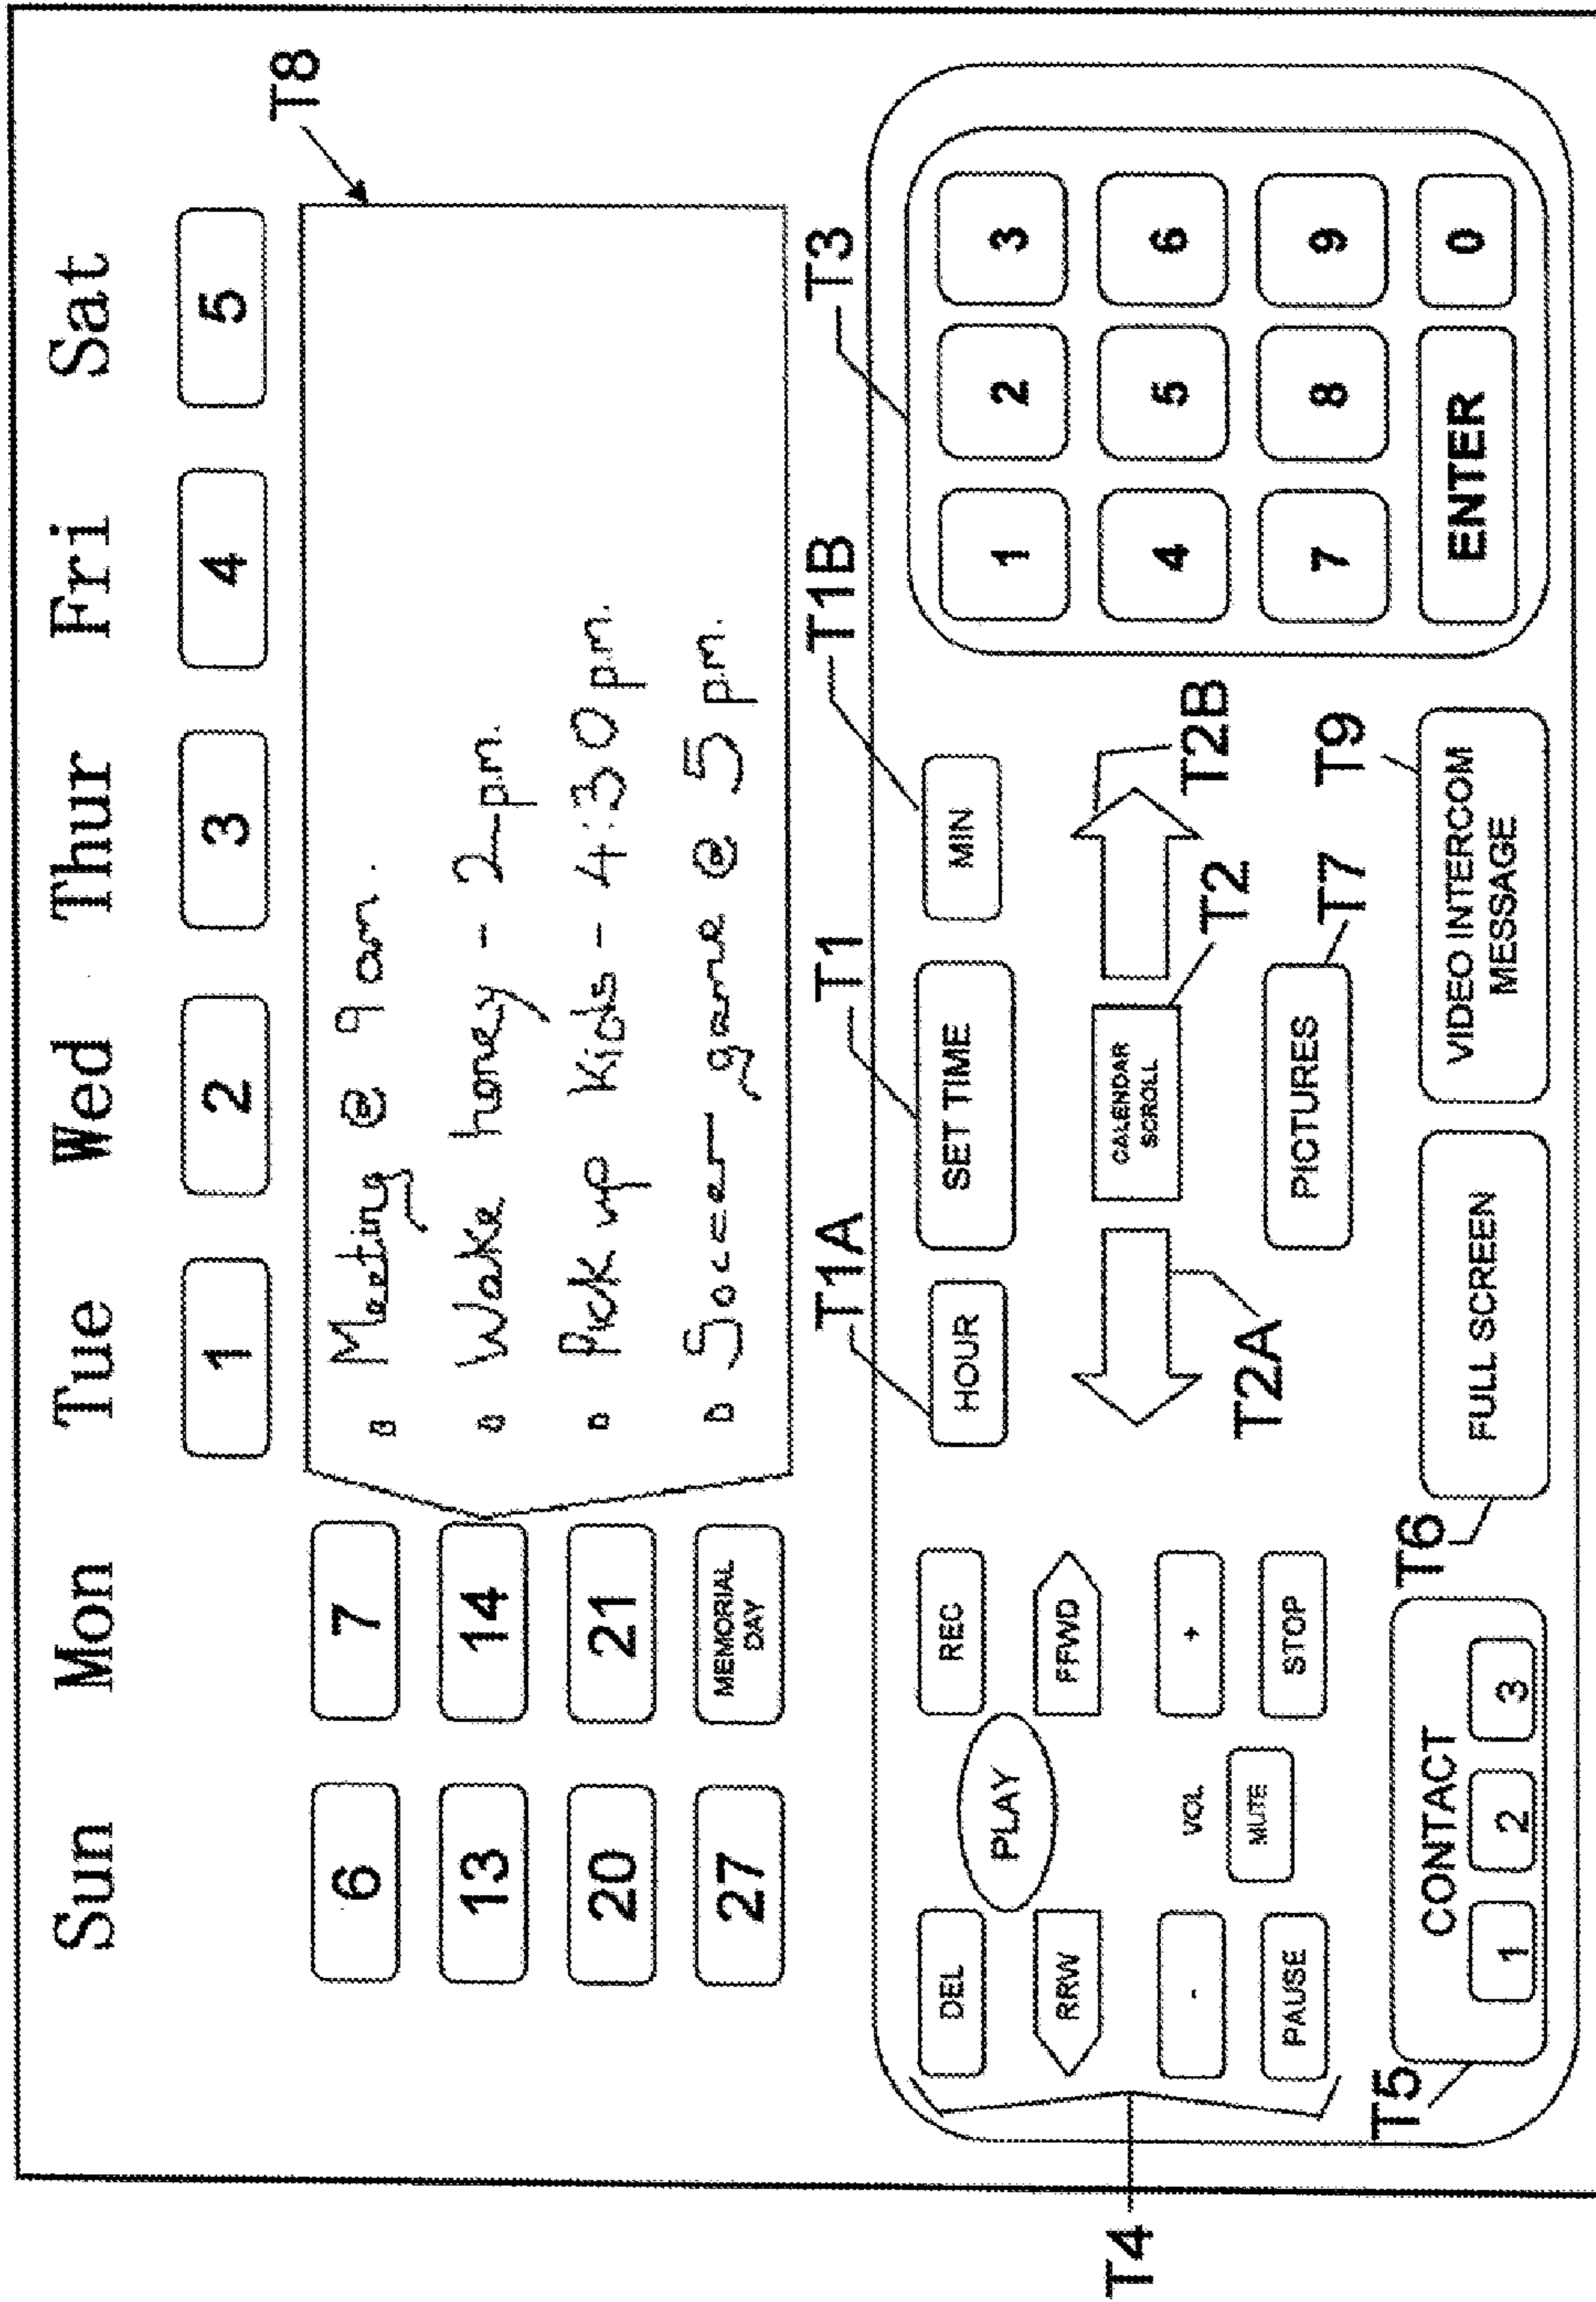 Sun Mon Tue Wed Thur Fri Sat
1 2 3 4 5
T8
6 7
13 14
20 21
27 MEMORIAL DAY
▫ Meeting @ 9 am.
▫ Wake honey - 2 p.m.
▫ Pick up Kids - 4:30 p.m.
▫ Soccer game @ 5 p.m.
T1A T1 T1B T3
DEL REC
PLAY
RRW FFWD
- VOL +
MUTE
PAUSE STOP
T4
HOUR SET TIME MIN
CALENDAR
SCROLL
T2A T2 T2B
PICTURES
T7 T9
1 2 3
4 5 6
7 8 9
ENTER 0
T5 T6
CONTACT
1 2 3
FULL SCREEN
VIDEO INTERCOM
MESSAGE